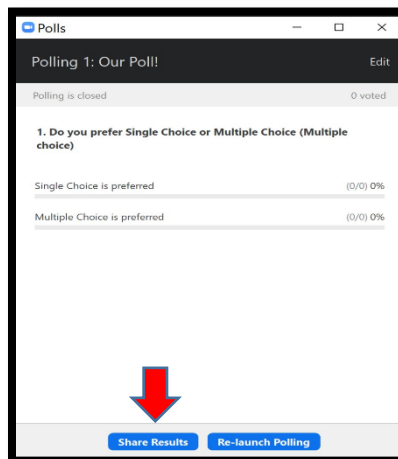 Polls
Polling 1: Our Poll!
Edit
Polling is closed
0 voted
1. Do you prefer Single Choice or Multiple Choice (Multiple
choice)
Single Choice is preferred
(0/0) 0%
Multiple Choice is preferred
(0/0) 0%
Share Results
Re-launch Polling